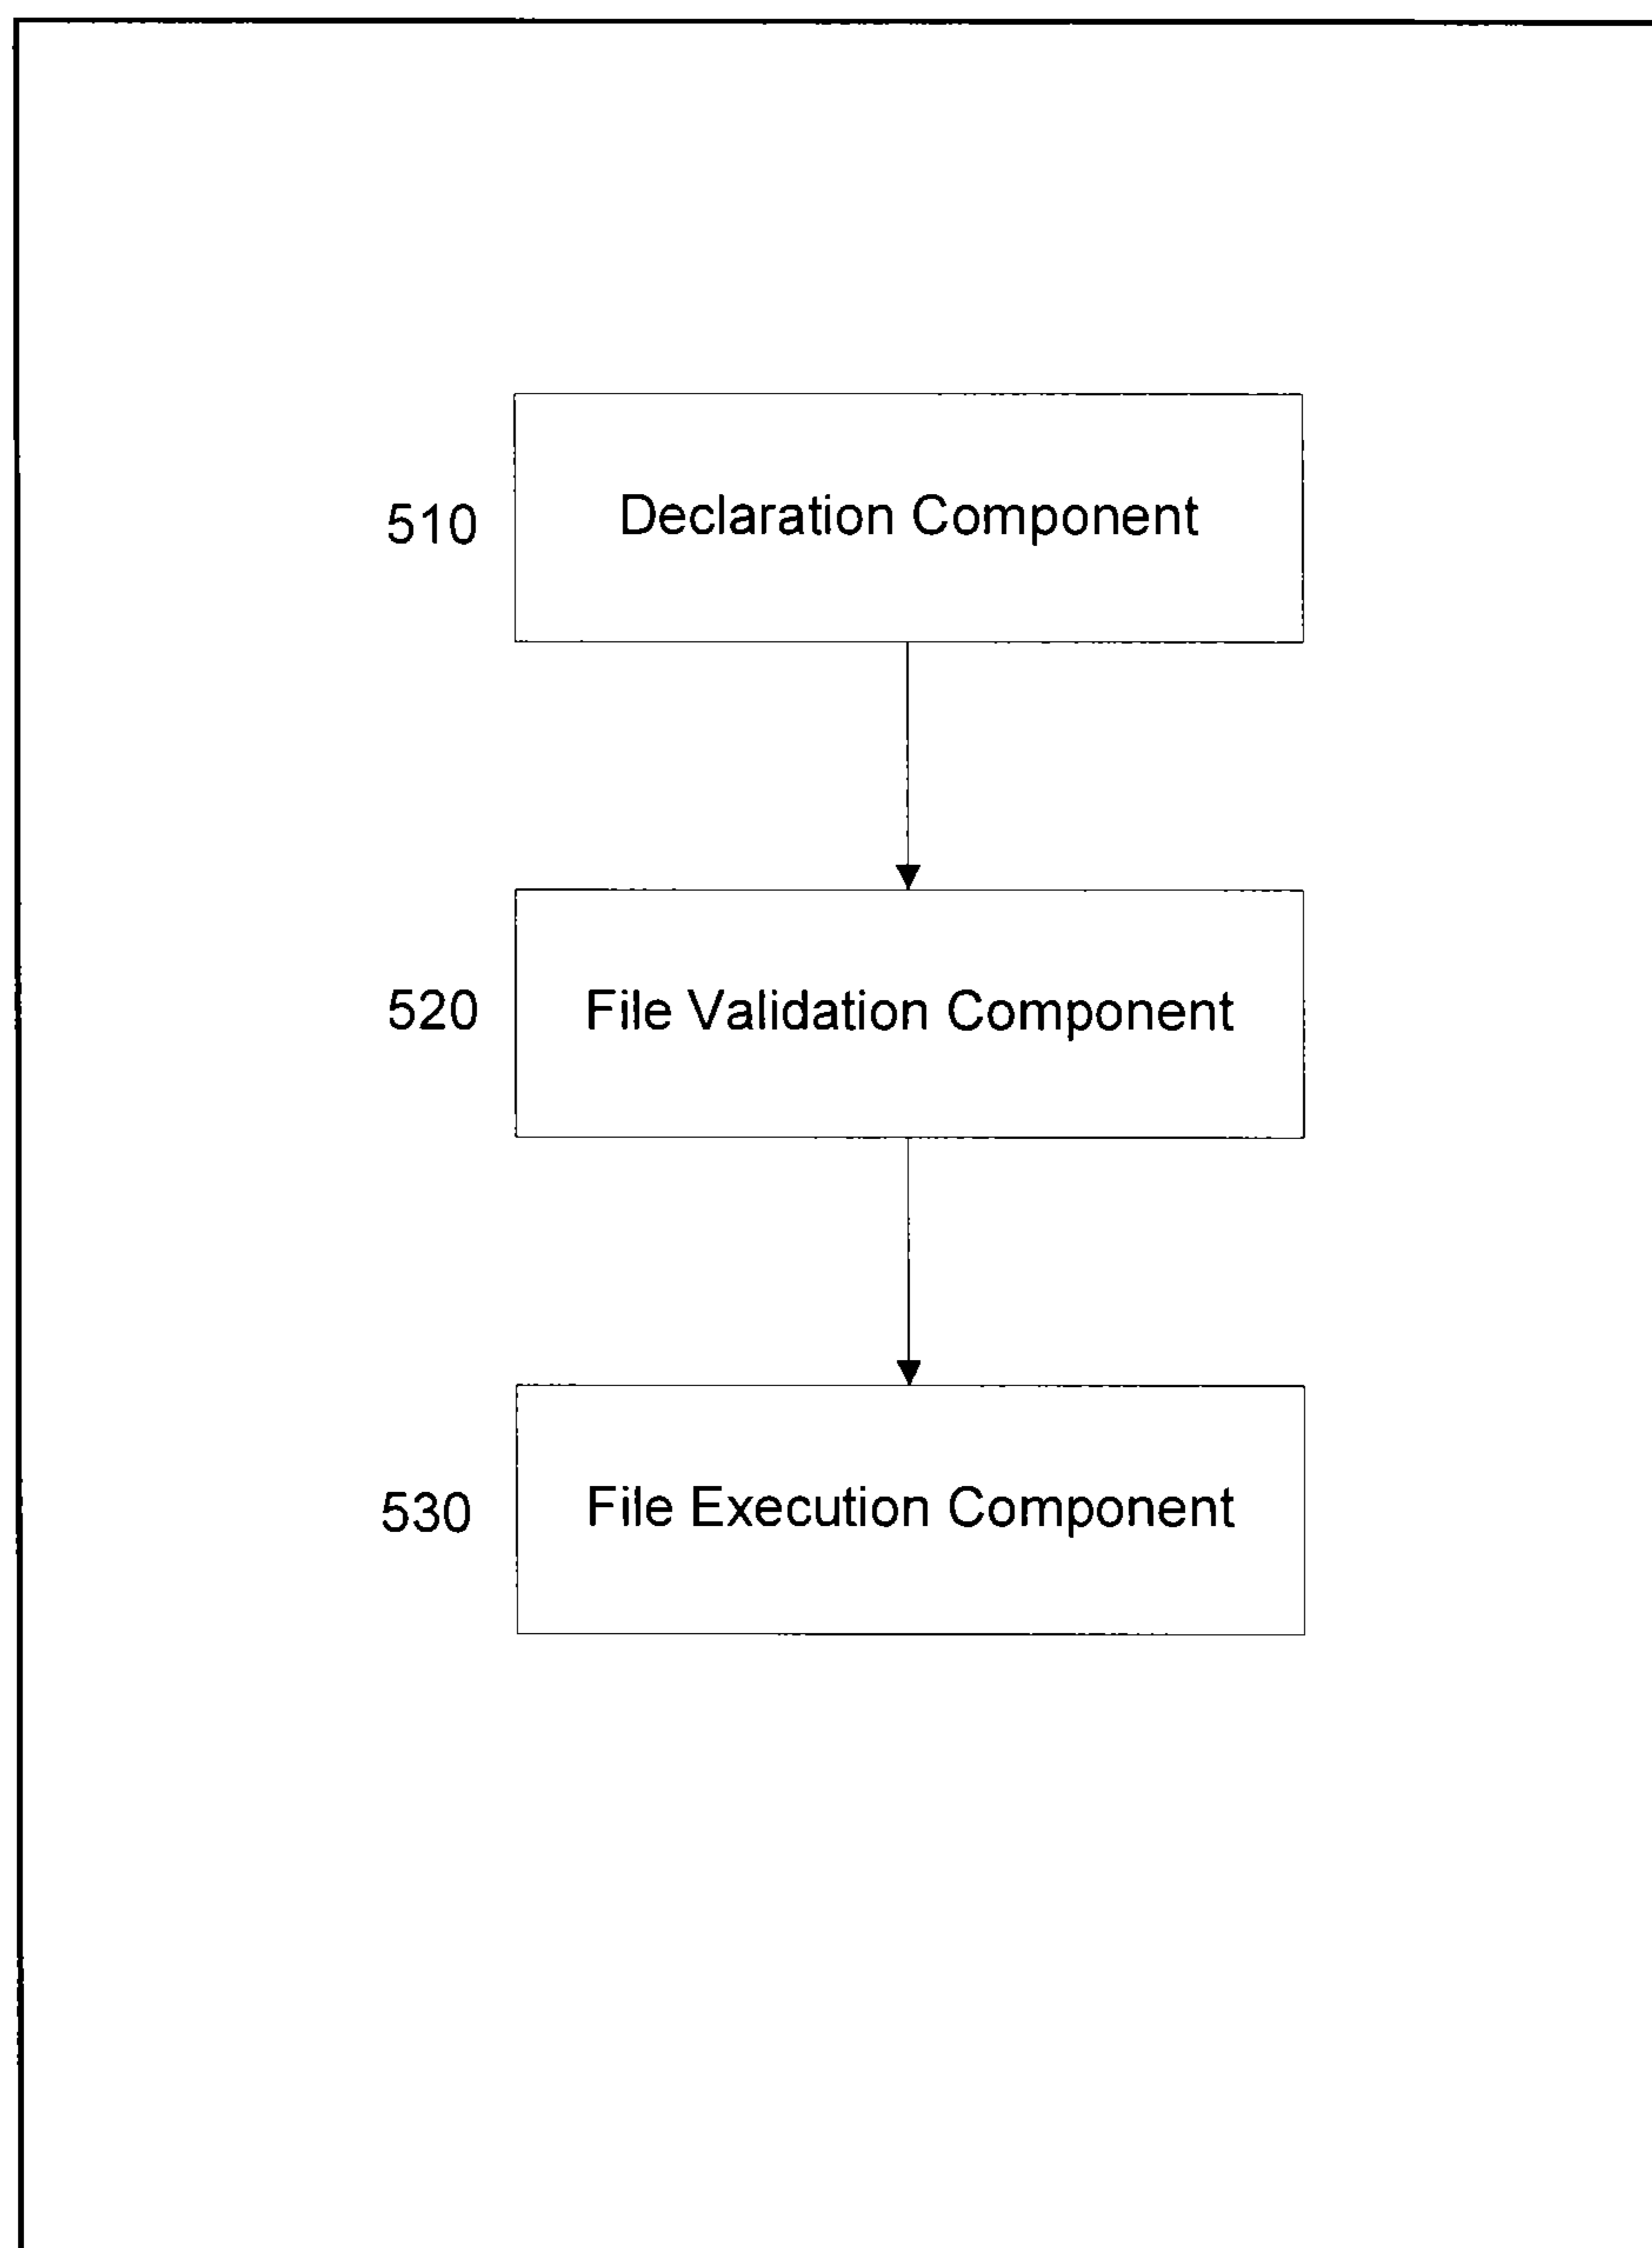 510 Declaration Component
520 File Validation Component
530 File Execution Component